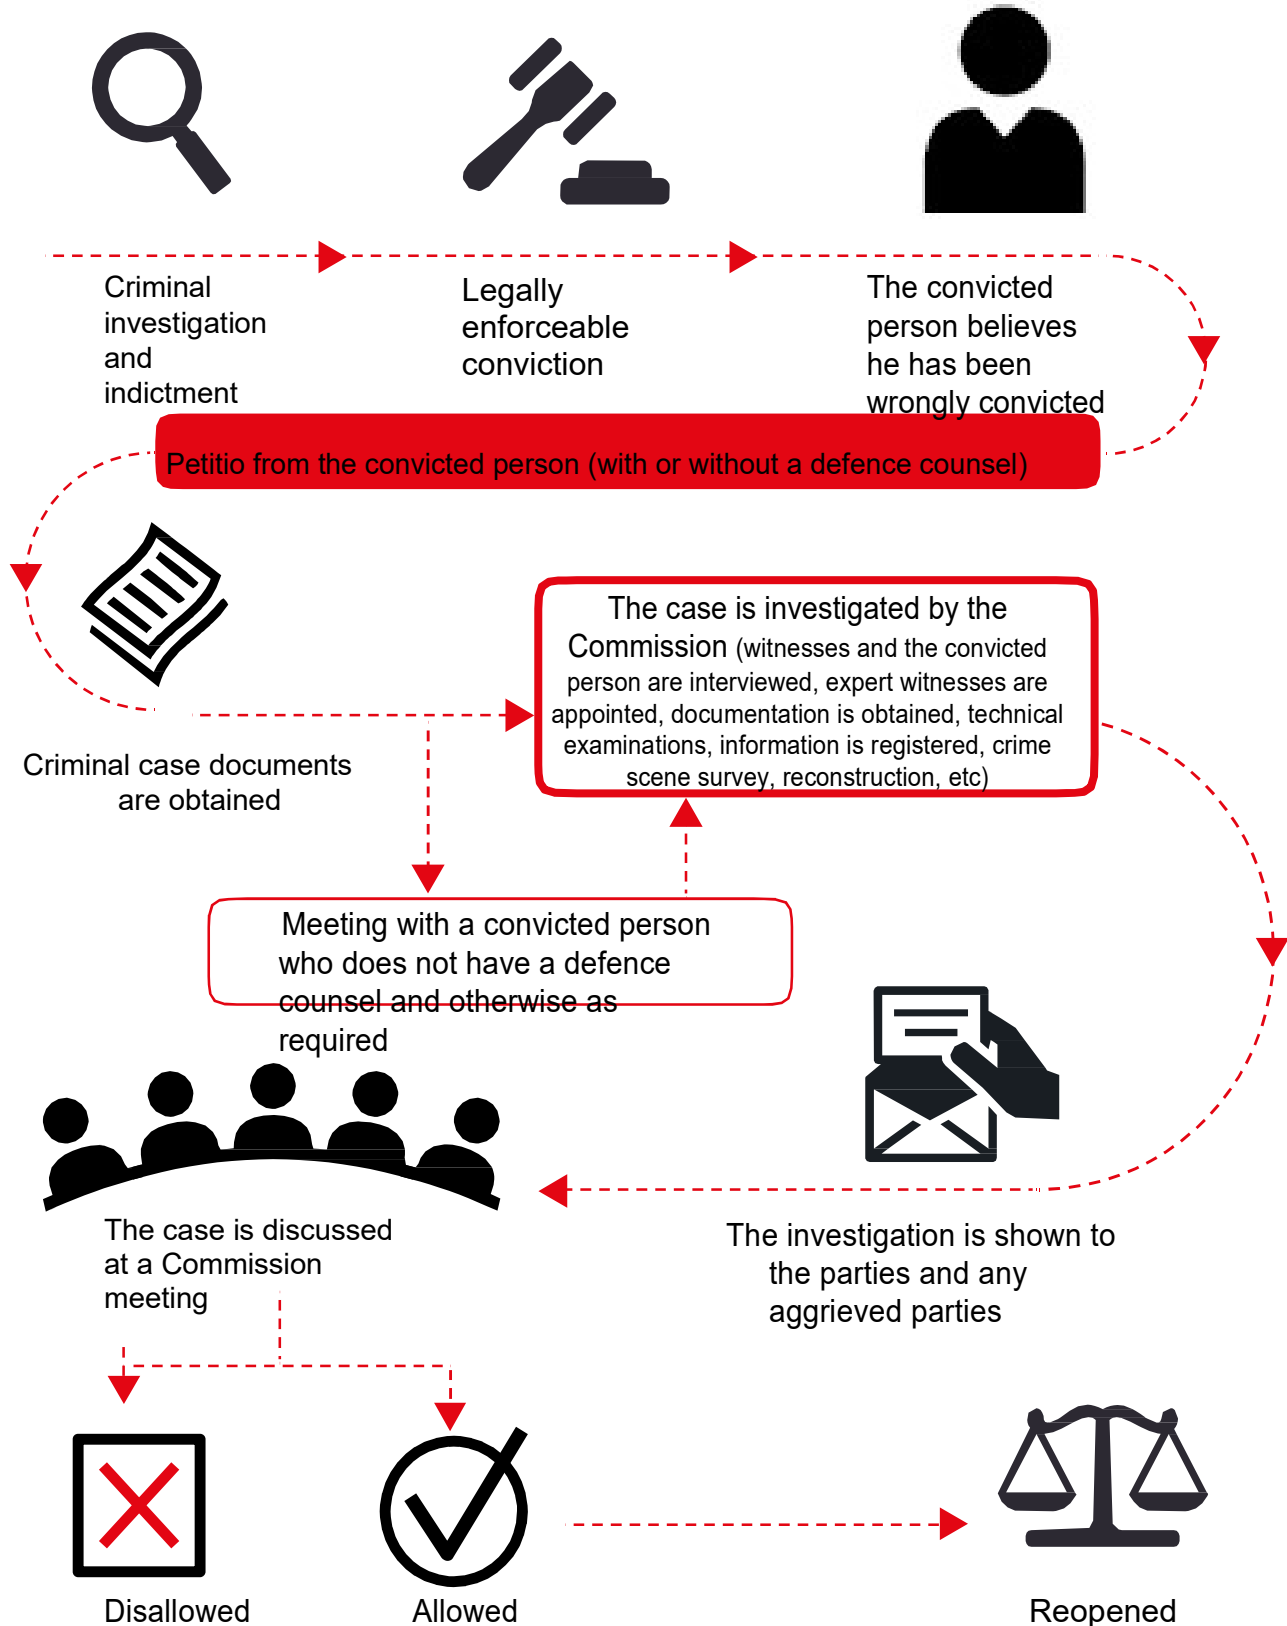 Criminal
investigation
and
indictment
Legally
enforceable
conviction
The convicted
person believes
he has been
wrongly convicted
Petitio from the convicted person (with or without a defence counsel)
The case is investigated by the
Commission (witnesses and the convicted
person are interviewed, expert witnesses are
appointed, documentation is obtained, technical
examinations, information is registered, crime
scene survey, reconstruction, etc)
Criminal case documents
are obtained
Meeting with a convicted person
who does not have a defence
counsel and otherwise as
required
The case is discussed
at a Commission
meeting
The investigation is shown to
the parties and any
aggrieved parties
Disallowed
Allowed
Reopened